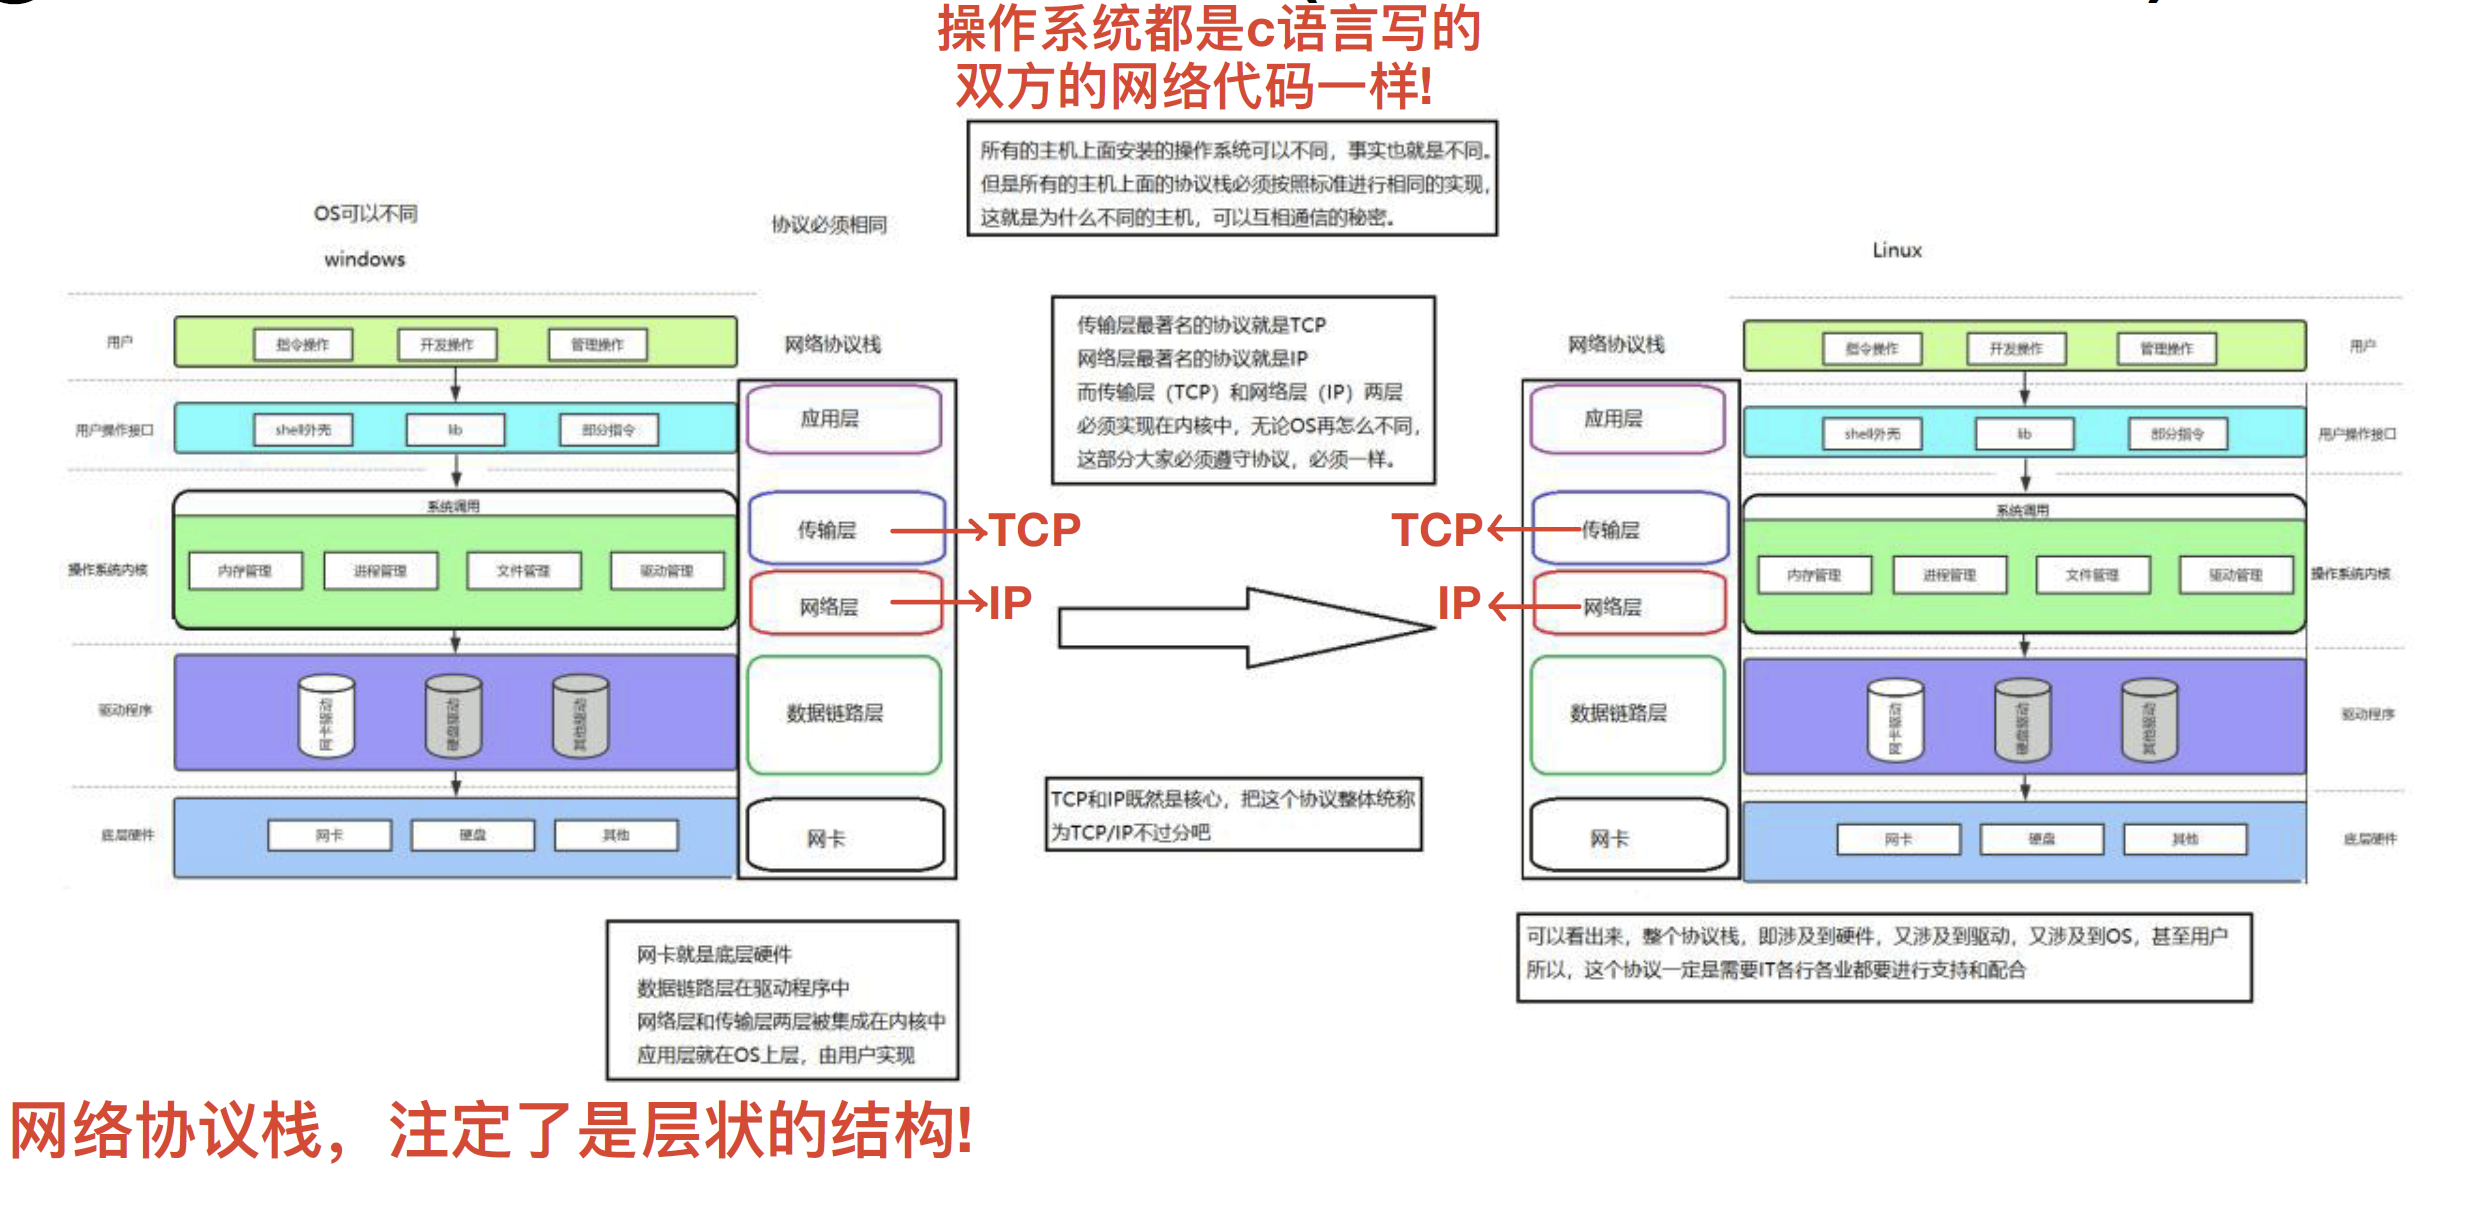 操作系统都是c语言写的
双方的网络代码一样!
所有的主机上面安装的操作系统可以不同，事实也就是不同。
但是所有的主机上面的协议栈必须按照标准进行相同的实现，
这就是为什么不同的主机，可以互相通信的秘密。
OS可以不同
windows
协议必须相同
Linux
传输层最著名的协议就是TCP
网络层最著名的协议就是IP
而传输层（TCP）和网络层（IP）两层
必须实现在内核中，无论OS再怎么不同，
这部分大家必须遵守协议，必须一样。
用户
指令操作
开发操作
管理操作
用户操作接口
shell外壳
lib
部分指令
系统调用
操作系统内核
内存管理
进程管理
文件管理
驱动管理
驱动程序
网卡驱动
硬盘驱动
其他驱动
底层硬件
网卡
硬盘
其他
网络协议栈
应用层
传输层
TCP
网络层
IP
数据链路层
网卡
网络协议栈
应用层
TCP
传输层
IP
网络层
数据链路层
网卡
指令操作
开发操作
管理操作
用户
shell外壳
lib
部分指令
用户操作接口
系统调用
内存管理
进程管理
文件管理
驱动管理
操作系统内核
网卡驱动
硬盘驱动
其他驱动
驱动程序
网卡
硬盘
其他
底层硬件
TCP和IP既然是核心，把这个协议整体统称
为TCP/IP不过分吧
网卡就是底层硬件
数据链路层在驱动程序中
网络层和传输层两层被集成在内核中
应用层就在OS上层，由用户实现
可以看出来，整个协议栈，即涉及到硬件，又涉及到驱动，又涉及到OS，甚至用户
所以，这个协议一定是需要IT各行各业都要进行支持和配合
网络协议栈，注定了是层状的结构!